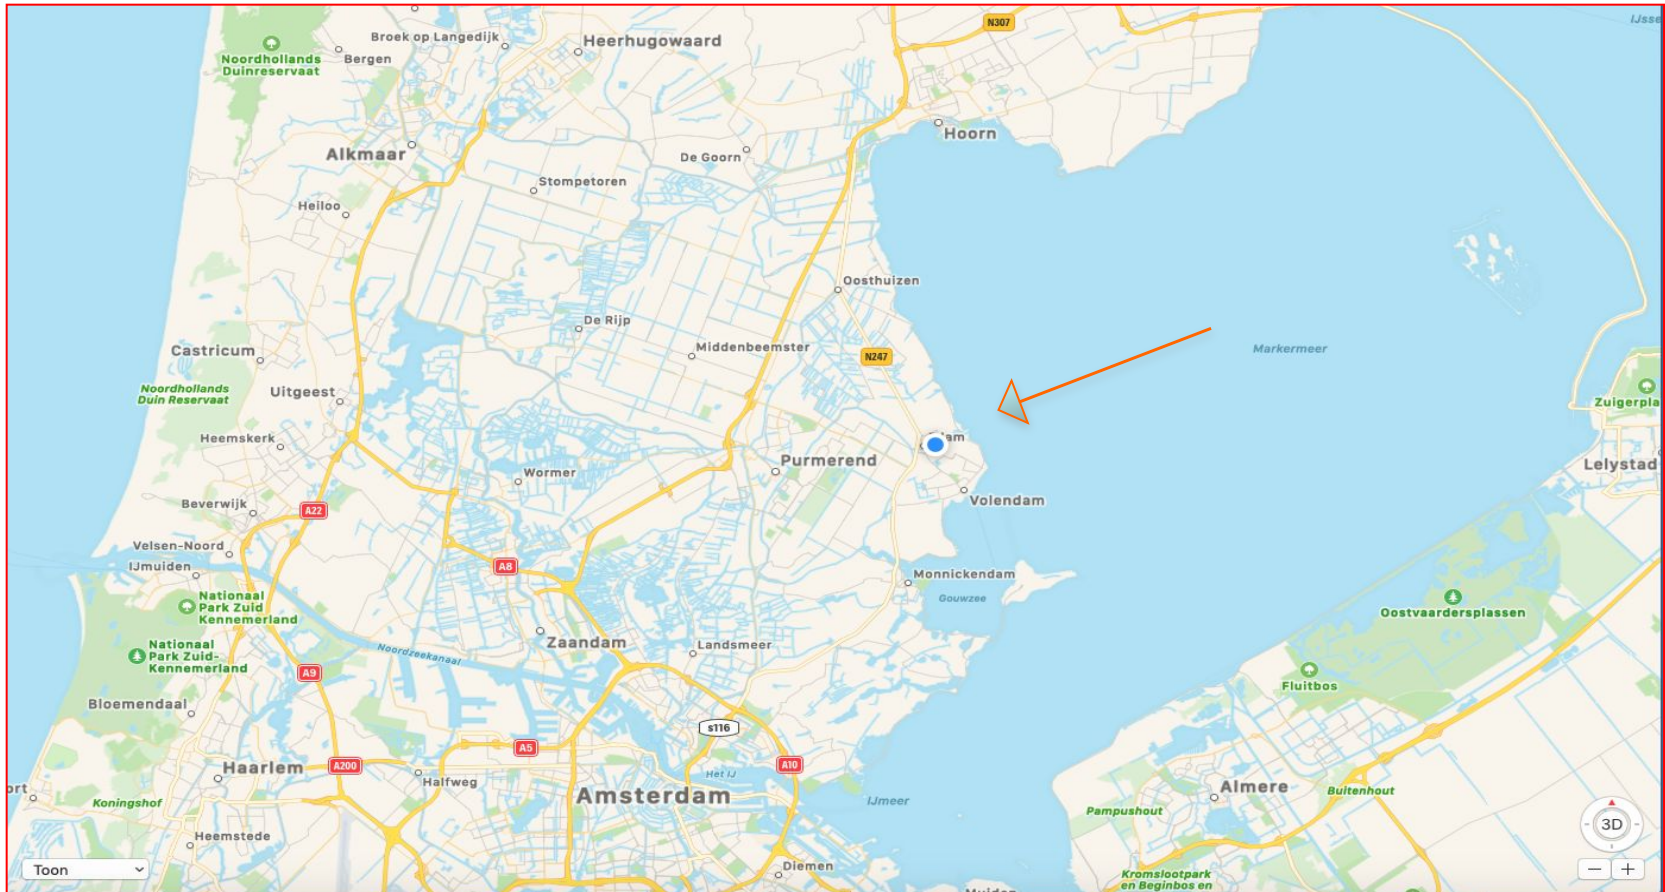 N307
IJsse
Broek op Langedijk
Heerhugowaard
Noordhollands
Duinreservaat
Bergen
Hoorn
Alkmaar
De Goorn
Stompetoren
Heiloo
Oosthuizen
De Rijp
Middenbeemster
Markermeer
Castricum
N247
Noordhollands
Duin Reservaat
Uitgeest
Zuigerpla
Heemskerk
am
Purmerend
Lelystad
Wormer
Volendam
Beverwijk
A22
Velsen-Noord
IJmuiden
A8
Monnickendam
Gouwzee
Nationaal
Park Zuid
Kennemerland
Oostvaardersplassen
Zaandam
Landsmeer
Nationaal
Park Zuid-
Kennemerland
Noordzeekanaal
A9
Fluitbos
Bloemendaal
s116
A5
Haarlem
A200
Halfweg
Het IJ
A10
Amsterdam
IJmeer
Almere
Buitenhout
ort
Koningshof
Pampushout
3D
Heemstede
Toon
Diemen
Kromslootpark
en Beginbos en
Muiden